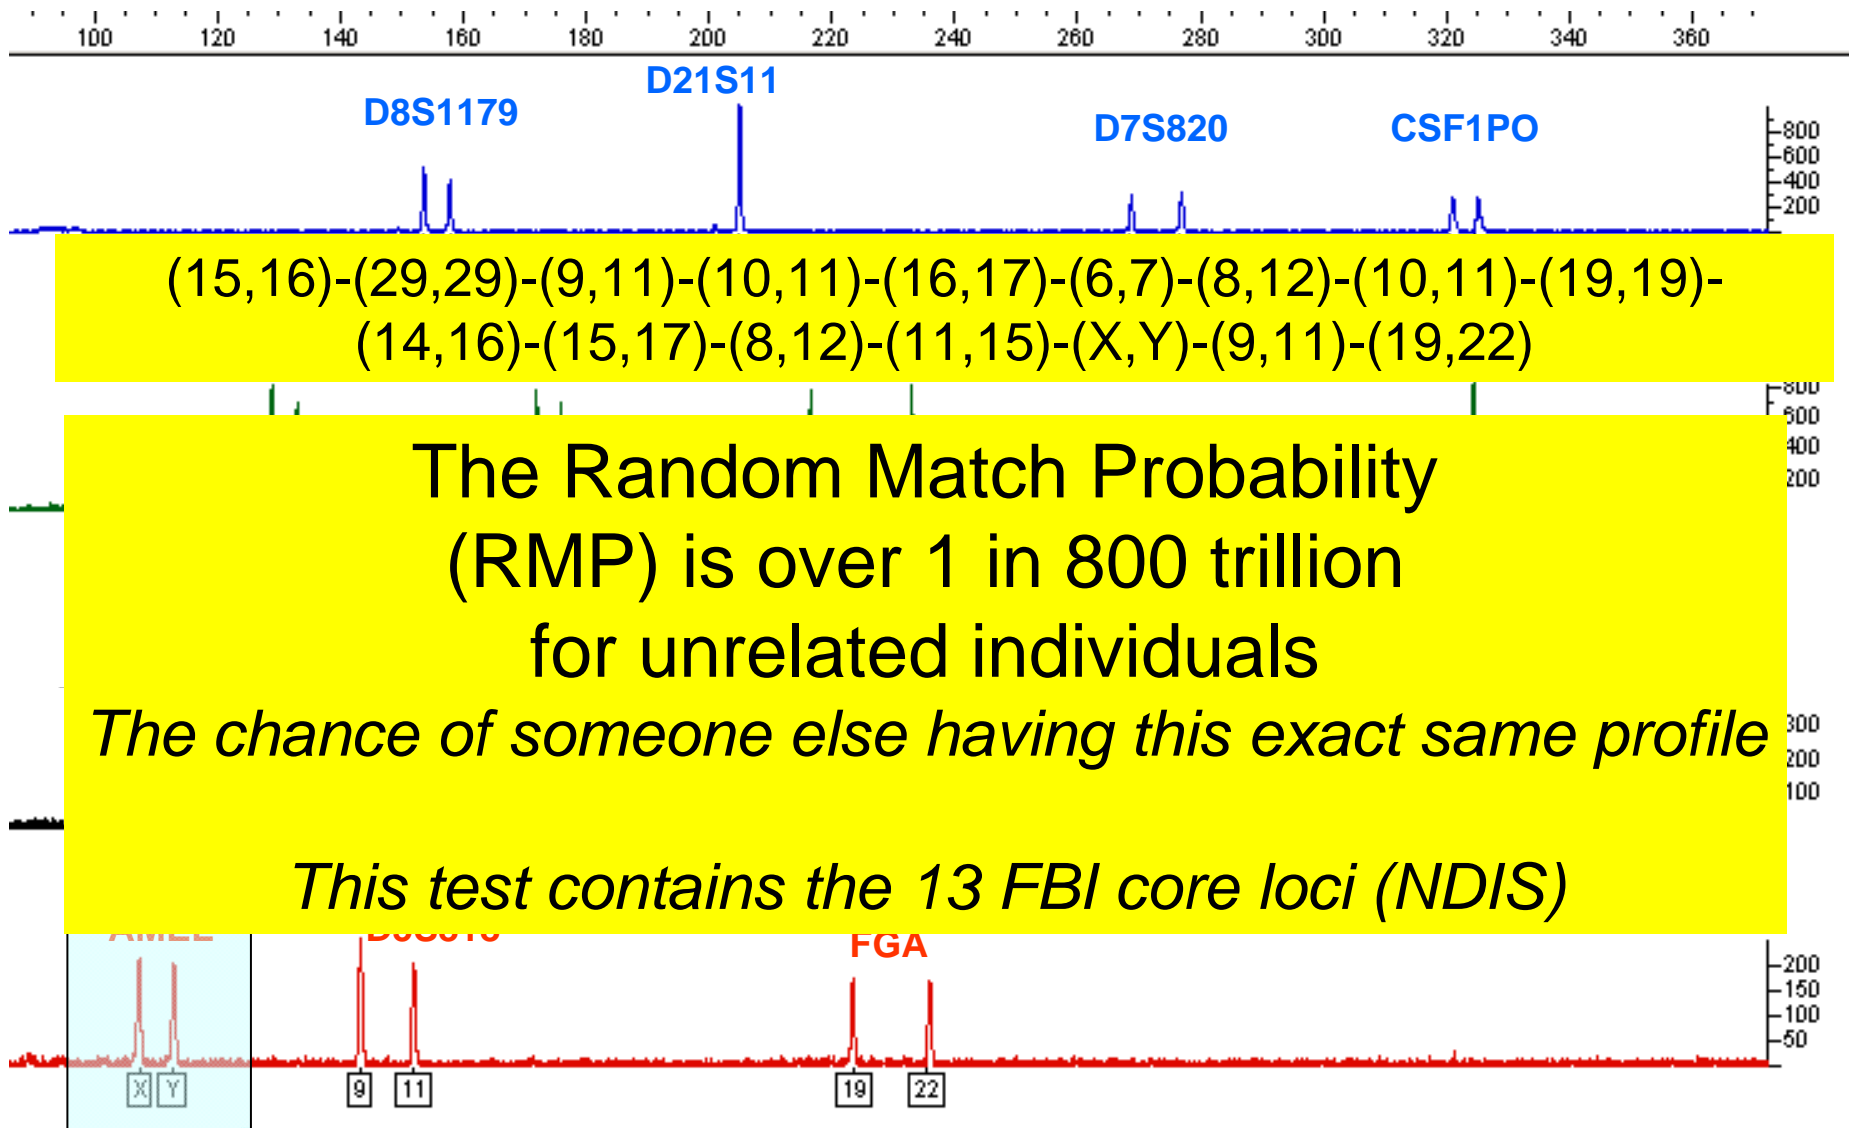 100 120 140 160 180 200 220 240 260 280 300 320 340 360
D21S11
D8S1179
D7S820
CSF1PO
800
600
400
200
(15,16)-(29,29)-(9,11)-(10,11)-(16,17)-(6,7)-(8,12)-(10,11)-(19,19)-
(14,16)-(15,17)-(8,12)-(11,15)-(X,Y)-(9,11)-(19,22)
800
600
400
200
The Random Match Probability
(RMP) is over 1 in 800 trillion
for unrelated individuals
The chance of someone else having this exact same profile
300
200
100
This test contains the 13 FBI core loci (NDIS)
AMEL
FGA
200
150
100
50
X Y 9 11 19 22